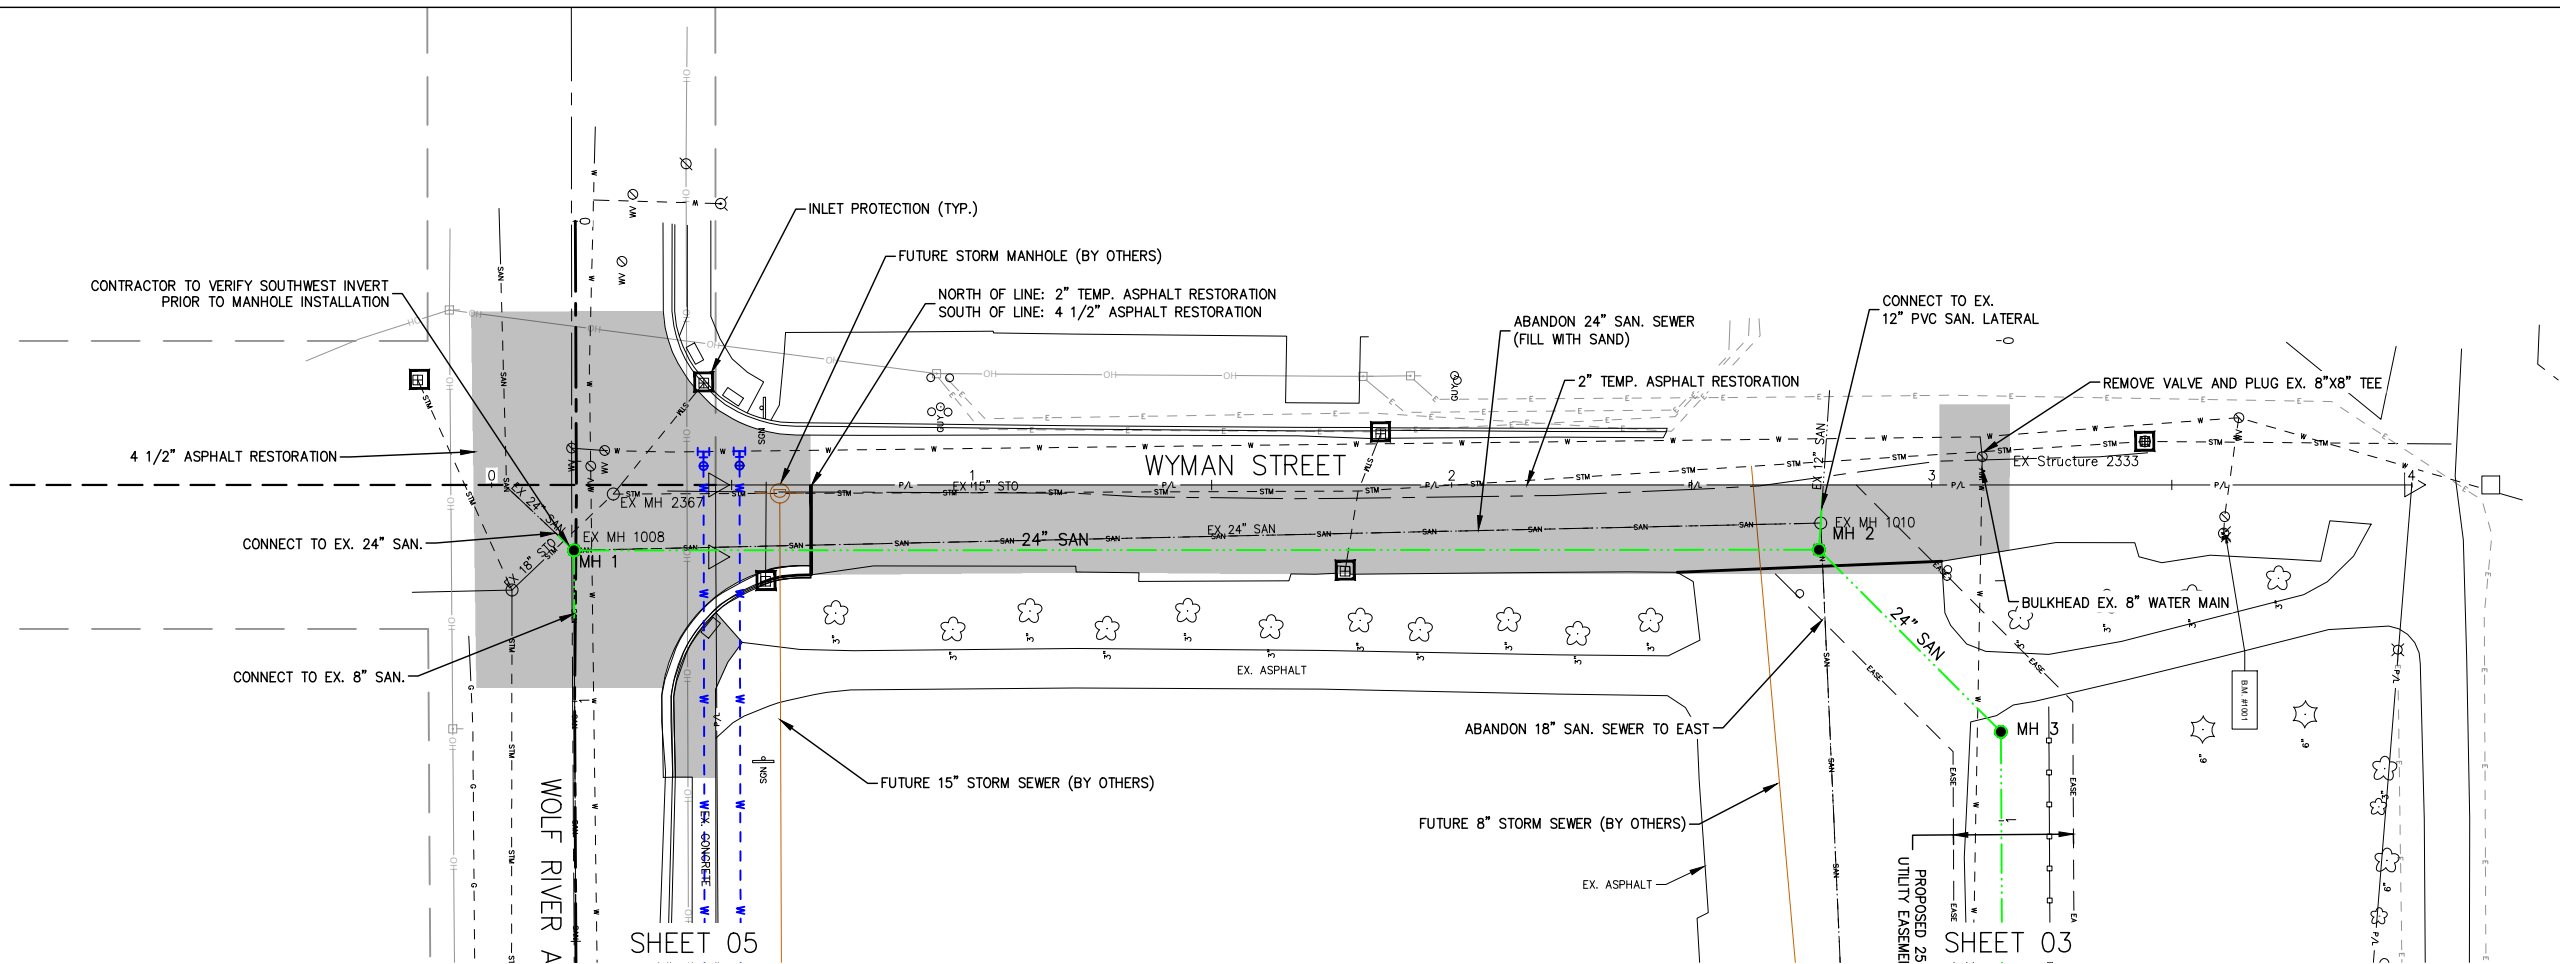 INLET PROTECTION (TYP.)
FUTURE STORM MANHOLE (BY OTHERS)
CONTRACTOR TO VERIFY SOUTHWEST INVERT
PRIOR TO MANHOLE INSTALLATION
NORTH OF LINE: 2" TEMP. ASPHALT RESTORATION
SOUTH OF LINE: 4 1/2" ASPHALT RESTORATION
ABANDON 24" SAN. SEWER
(FILL WITH SAND)
CONNECT TO EX.
12" PVC SAN. LATERAL
2" TEMP. ASPHALT RESTORATION
REMOVE VALVE AND PLUG EX. 8"X8" TEE
4 1/2" ASPHALT RESTORATION
WYMAN STREET
EX. 12" SAN
EX Structure 2333
0
1
2
3
4
EX 15" STO
EX 24" SAN
EX MH 2367
EX MH 1008
EX 24" SAN
24" SAN
EX MH 1010
MH 2
CONNECT TO EX. 24" SAN.
MH 1
EX 18" STO
BULKHEAD EX. 8" WATER MAIN
24" SAN
CONNECT TO EX. 8" SAN.
EX. ASPHALT
B.M. #1001
ABANDON 18" SAN. SEWER TO EAST
MH 3
FUTURE 15" STORM SEWER (BY OTHERS)
FUTURE 8" STORM SEWER (BY OTHERS)
EX. CONCRETE
WOLF RIVER A
EX. ASPHALT
PROPOSED 25
UTILITY EASEME
SHEET 05
SHEET 03